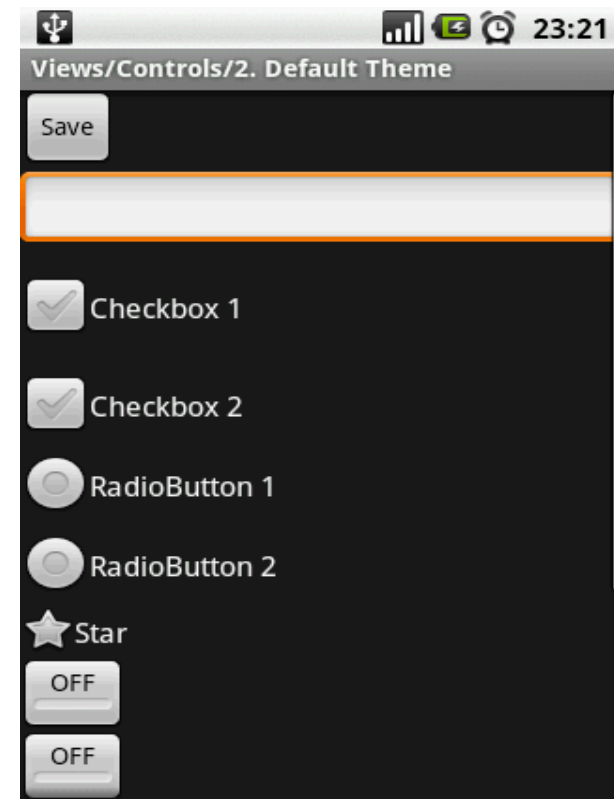 23:21
Views/Controls/2. Default Theme
Save
Checkbox 1
Checkbox 2
RadioButton 1
RadioButton 2
Star
OFF
OFF